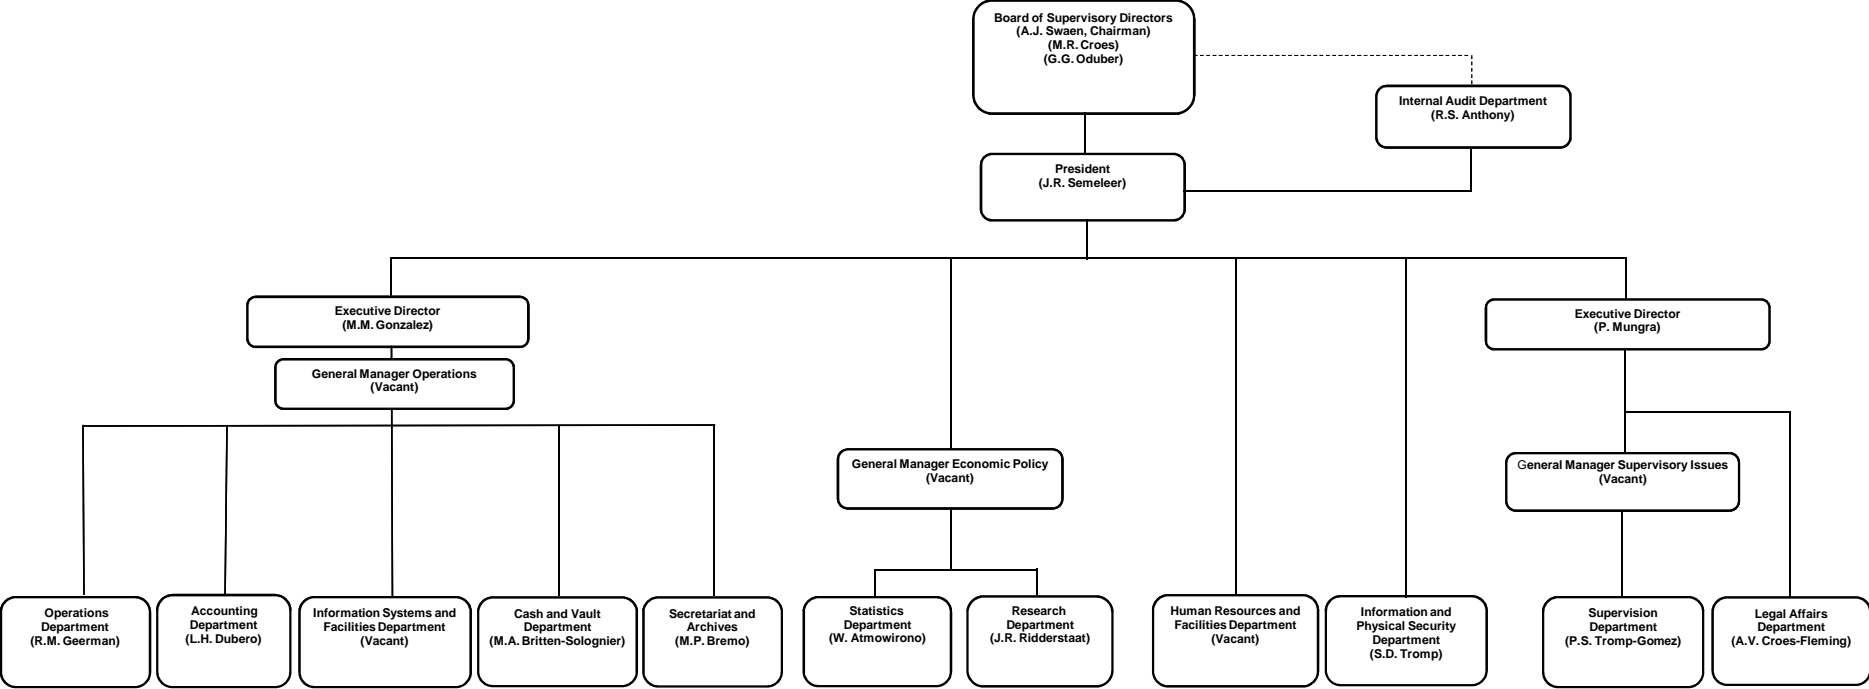 Board of Supervisory Directors
(A.J. Swaen, Chairman)
(M.R. Croes)
(G.G. Oduber)
Internal Audit Department
(R.S. Anthony)
President
(J.R. Semeleer)
Executive Director
(M.M. Gonzalez)
Executive Director
(P. Mungra)
General Manager Operations
(Vacant)
General Manager Economic Policy
(Vacant)
General Manager Supervisory Issues
(Vacant)
Operations
Department
(R.M. Geerman)
Accounting
Department
(L.H. Dubero)
Information Systems and
Facilities Department
(Vacant)
Cash and Vault
Department
(M.A. Britten-Solognier)
Secretariat and
Archives
(M.P. Bremo)
Statistics
Department
(W. Atmowirono)
Research
Department
(J.R. Ridderstaat)
Human Resources and
Facilities Department
(Vacant)
Information and
Physical Security
Department
(S.D. Tromp)
Supervision
Department
(P.S. Tromp-Gomez)
Legal Affairs
Department
(A.V. Croes-Fleming)